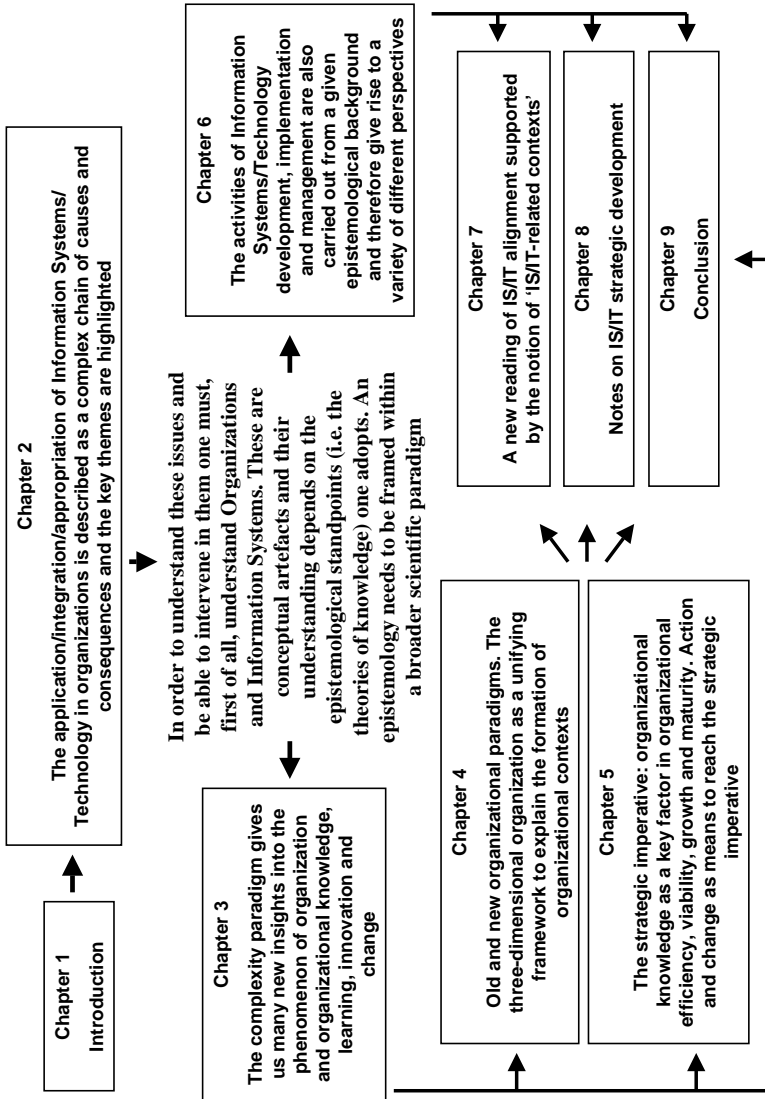 Chapter 1
Introduction
Chapter 2
The application/integration/appropriation of Information Systems/
Technology in organizations is described as a complex chain of causes and
consequences and the key themes are highlighted
In order to understand these issues and
be able to intervene in them one must,
first of all, understand Organizations
and Information Systems. These are
conceptual artefacts and their
understanding depends on the
epistemological standpoints (i.e. the
theories of knowledge) one adopts. An
epistemology needs to be framed within
a broader scientific paradigm
Chapter 3
The complexity paradigm gives
us many new insights into the
phenomenon of organization
and organizational knowledge,
learning, innovation and
change
Chapter 6
The activities of Information
Systems/Technology
development, implementation
and management are also
carried out from a given
epistemological background
and therefore give rise to a
variety of different perspectives
Chapter 4
Old and new organizational paradigms. The
three-dimensional organization as a unifying
framework to explain the formation of
organizational contexts
Chapter 5
The strategic imperative: organizational
knowledge as a key factor in organizational
efficiency, viability, growth and maturity. Action
and change as means to reach the strategic
imperative
Chapter 7
A new reading of IS/IT alignment supported
by the notion of ‘IS/IT-related contexts’
Chapter 8
Notes on IS/IT strategic development
Chapter 9
Conclusion